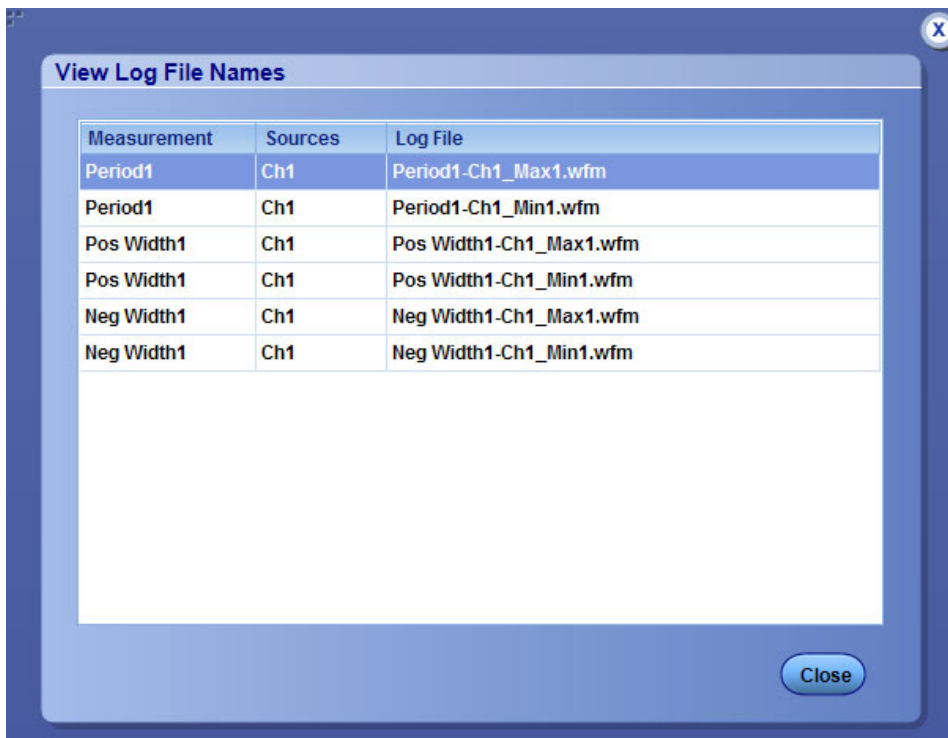 X
View Log File Names
Measurement Sources Log File
Period1 Ch1 Period1-Ch1_Max1.wfm
Period1 Ch1 Period1-Ch1_Min1.wfm
Pos Width1 Ch1 Pos Width1-Ch1_Max1.wfm
Pos Width1 Ch1 Pos Width1-Ch1_Min1.wfm
Neg Width1 Ch1 Neg Width1-Ch1_Max1.wfm
Neg Width1 Ch1 Neg Width1-Ch1_Min1.wfm
Close